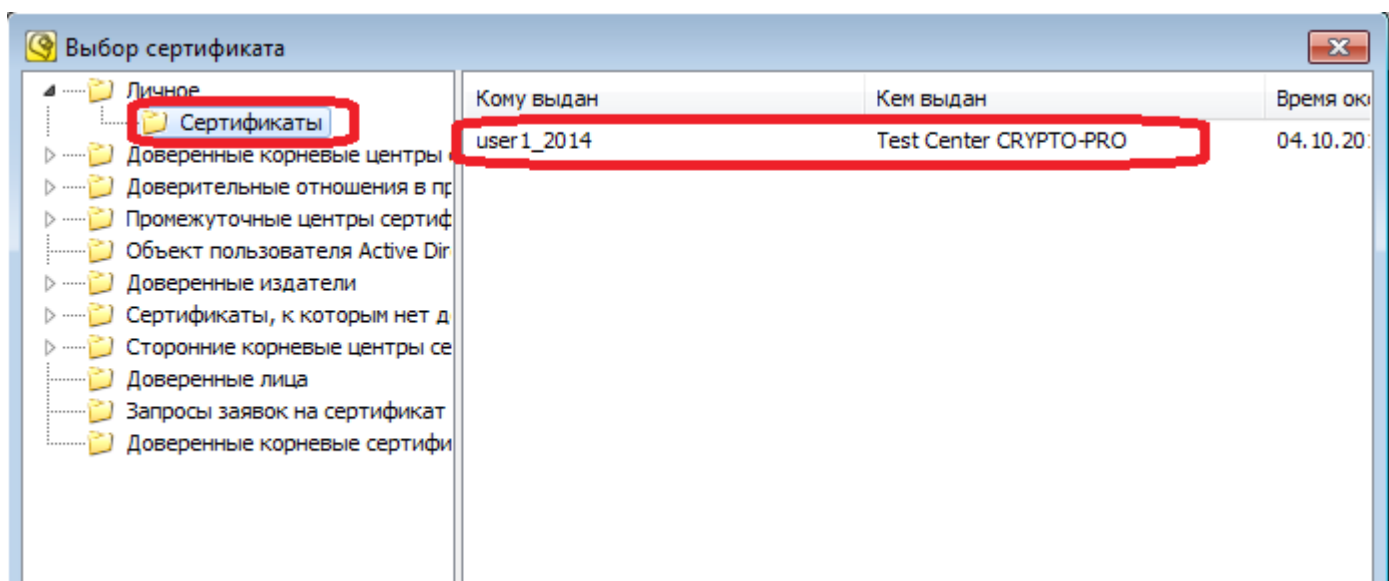 Выбор сертификата
Личное
Сертификаты
Доверенные корневые центры
Доверительные отношения в пр
Промежуточные центры сертиф
Объект пользователя Active Dir
Доверенные издатели
Сертификаты, к которым нет д
Сторонние корневые центры се
Доверенные лица
Запросы заявок на сертификат
Доверенные корневые сертифи
Кому выдан Кем выдан Время око
user1_2014 Test Center CRYPTO-PRO 04.10.20